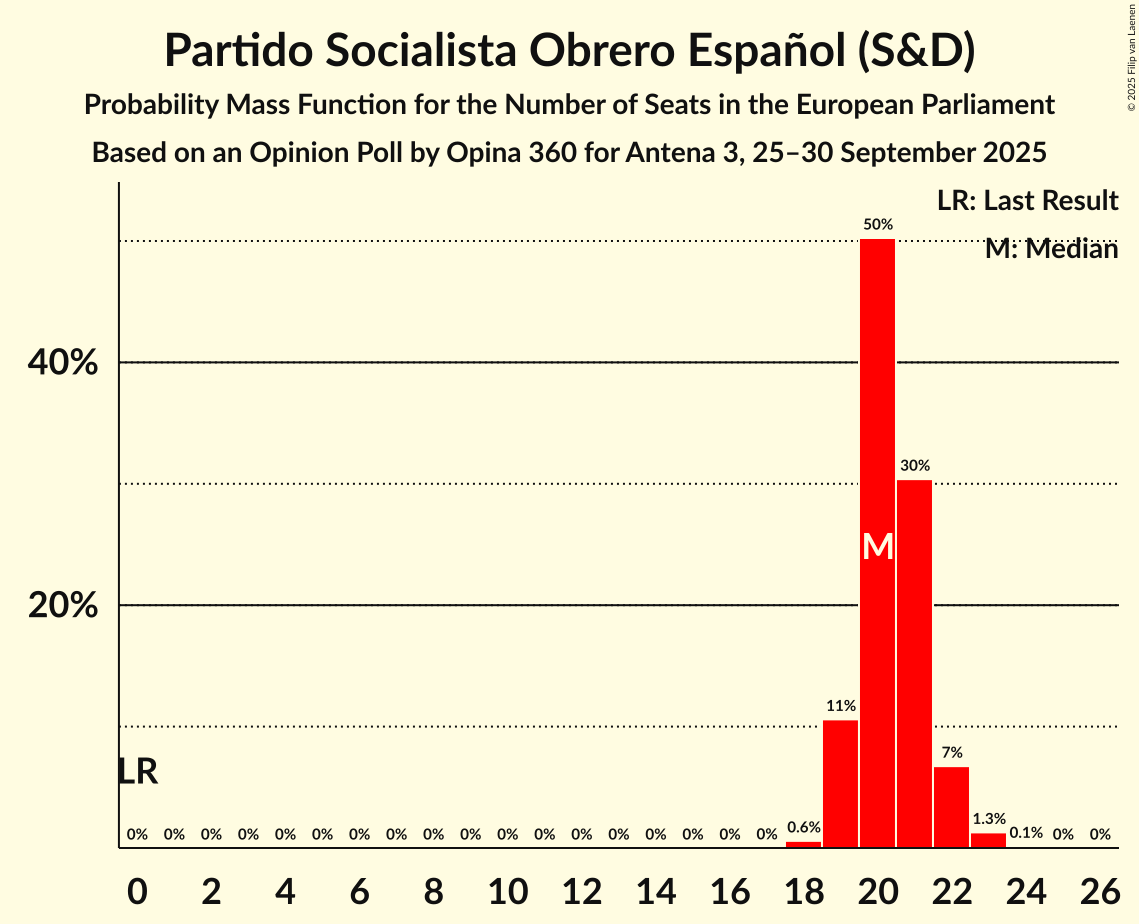 Partido Socialista Obrero Español (S&D)
Probability Mass Function for the Number of Seats in the European Parliament
Based on an Opinion Poll by Opina 360 for Antena 3, 25–30 September 2025
© 2025 Filip van Laenen
LR: Last Result
M: Median
50%
40%
30%
M
20%
11%
7%
LR
0% 0% 0% 0% 0% 0% 0% 0% 0% 0% 0% 0% 0% 0% 0% 0% 0% 0% 0.6% 1.3% 0.1% 0% 0%
0 2 4 6 8 10 12 14 16 18 20 22 24 26